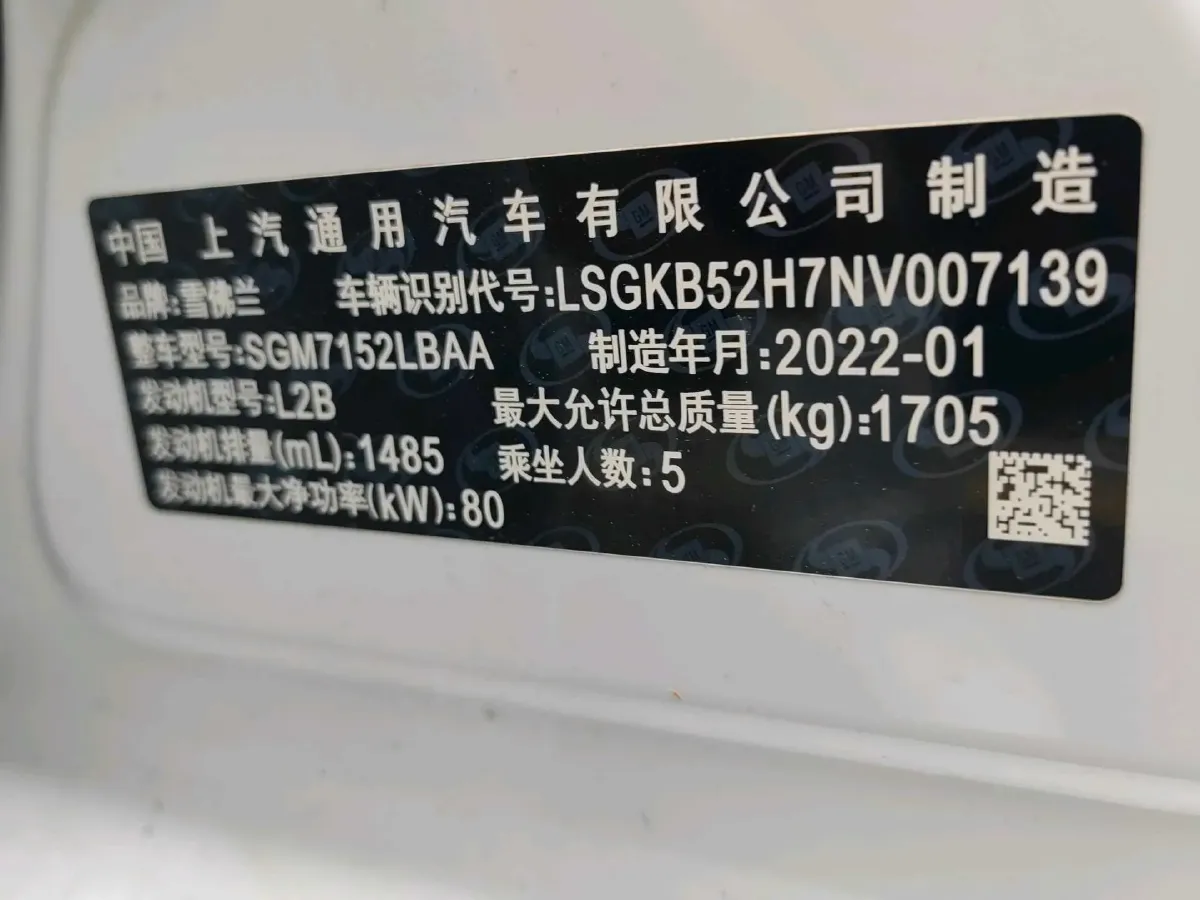 中国 上汽通用汽车有限公司制造
品牌:雪佛兰 车辆识别代号:LSGKB52H7NV007139
整车型号:SGM7152LBAA 制造年月:2022-01
发动机型号:L2B 最大允许总质量(kg):1705
发动机排量(mL):1485 乘坐人数:5
发动机最大净功率(kW):80